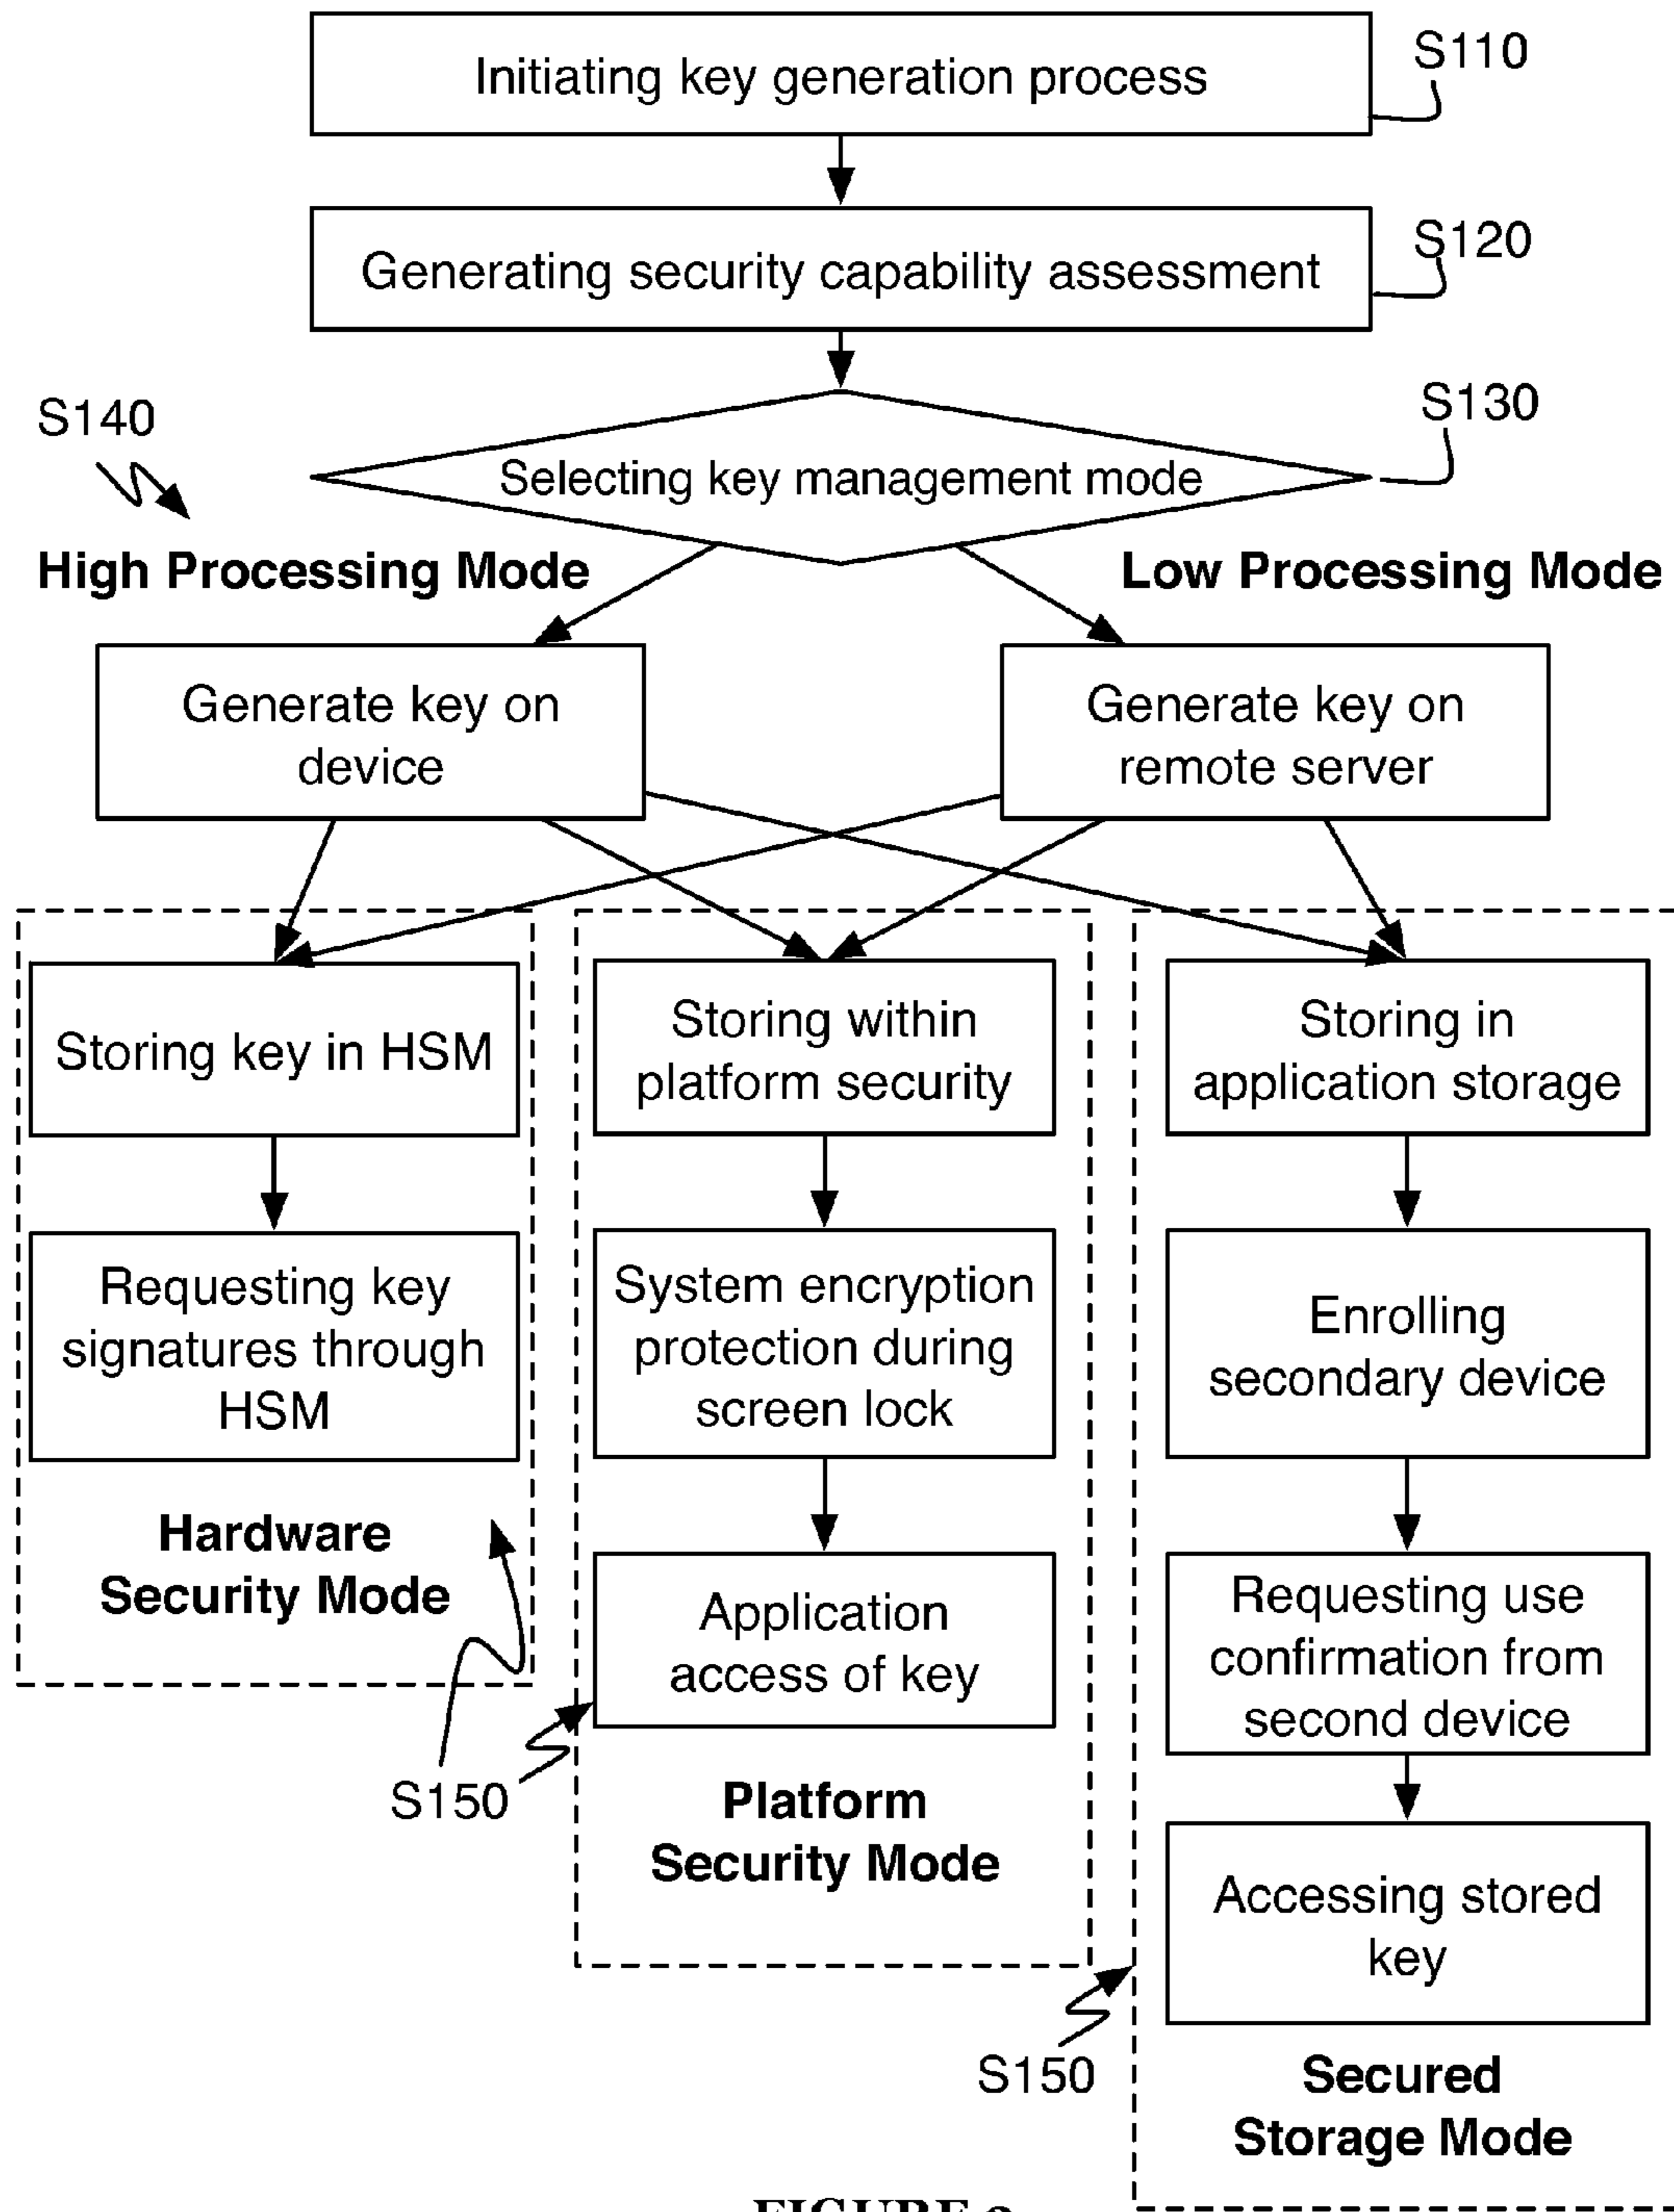 Initiating key generation process
S110
Generating security capability assessment
S120
S140
Selecting key management mode
S130
High Processing Mode
Low Processing Mode
Generate key on
device
Generate key on
remote server
Storing key in HSM
Requesting key
signatures through
HSM
Hardware
Security Mode
Storing within
platform security
System encryption
protection during
screen lock
Application
access of key
S150
Platform
Security Mode
Storing in
application storage
Enrolling
secondary device
Requesting use
confirmation from
second device
Accessing stored
key
S150
Secured
Storage Mode
FIGURE